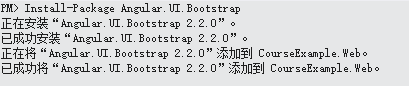 PM> Install-Package Angular.UI.Bootstrap
正在安装“Angular.UI.Bootstrap 2.2.0”。
已成功安装“Angular.UI.Bootstrap 2.2.0”。
正在将“Angular.UI.Bootstrap 2.2.0”添加到 CourseExample.Web。
已成功将“Angular.UI.Bootstrap 2.2.0”添加到 CourseExample.Web。